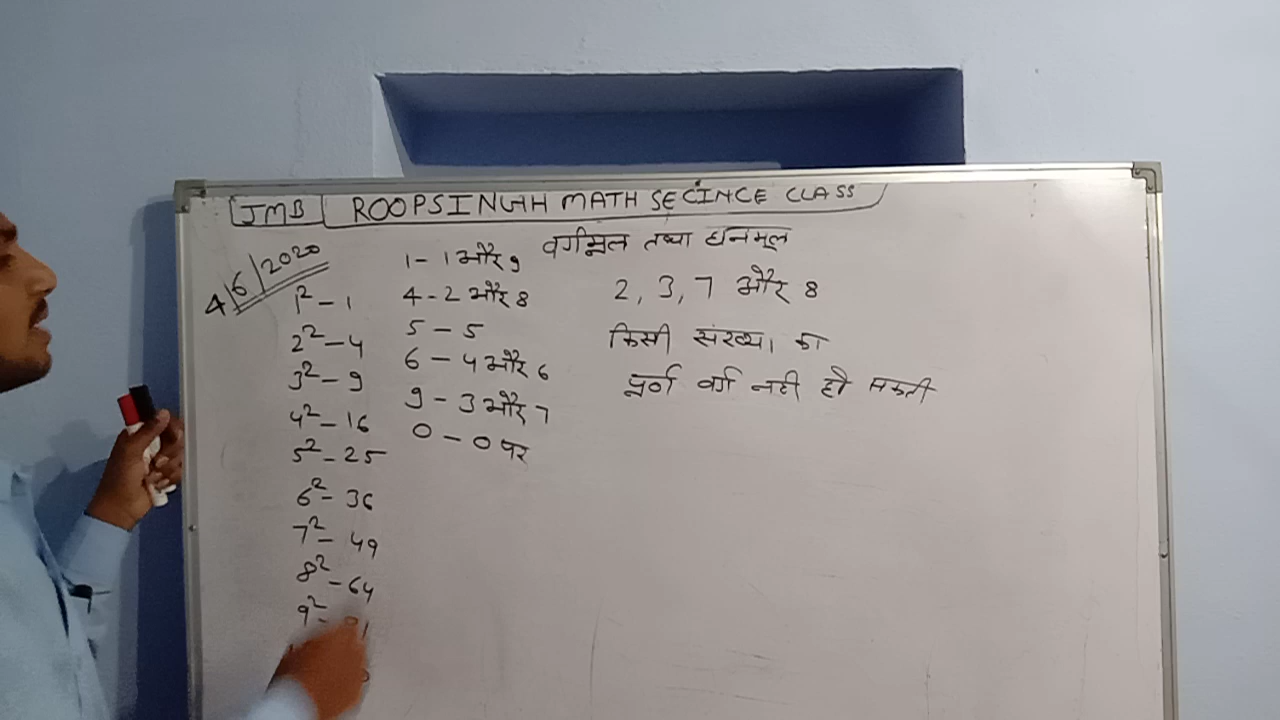 JMB ROOPSINGH MATH SECINCE CLASS
4/6/2020
वर्गमूल तथा घनमूल
1² - 1
2² - 4
3² - 9
4² - 16
5² - 25
6² - 36
7² - 49
8² - 64
9² -
1 - 1 और 9
4 - 2 और 8
5 - 5
6 - 4 और 6
9 - 3 और 7
0 - 0 पर
2, 3, 7 और 8
किसी संख्या का
पूर्ण वर्ग नही हो सकती